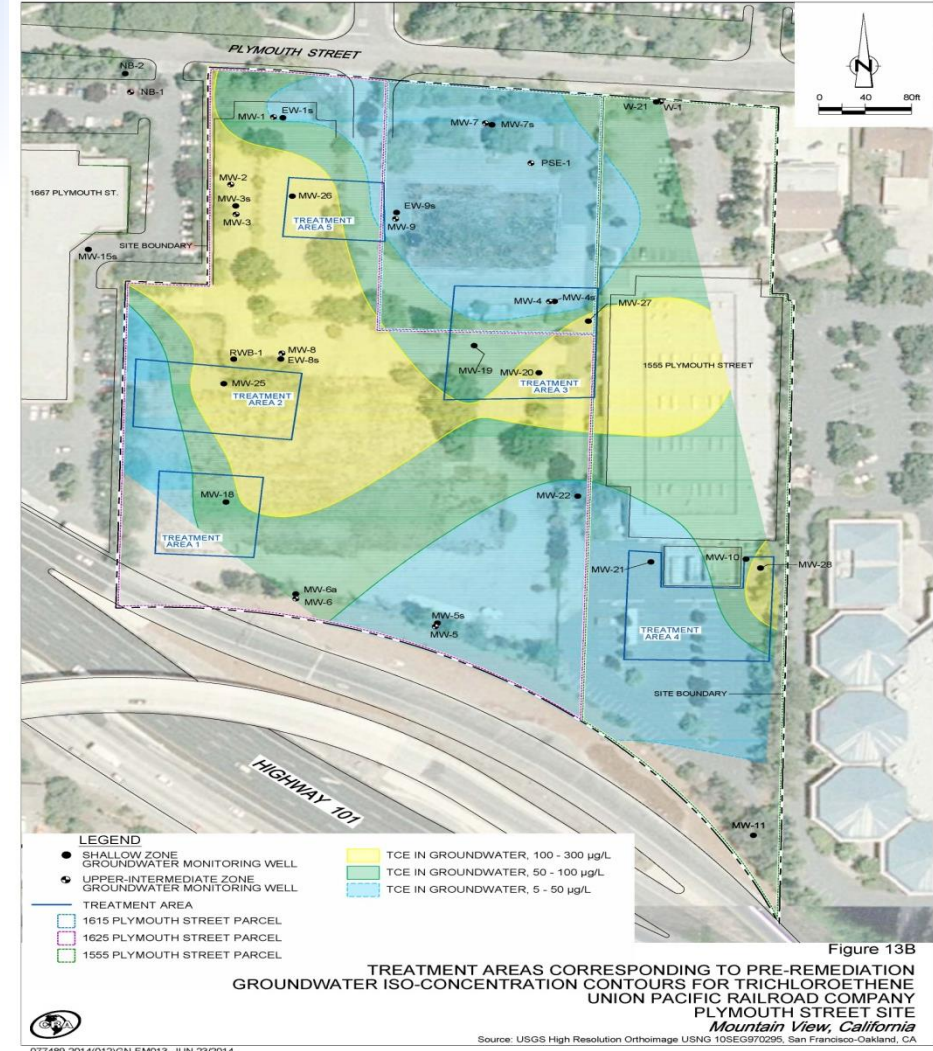 PLYMOUTH STREET
N
0 40 80ft
NB-2
NB-1
W-21
W-1
MW-1
EW-1s
MW-7
MW-7s
PSE-1
1667 PLYMOUTH ST.
MW-2
MW-26
MW-3s
MW-3
TREATMENT
AREA 5
EW-9s
MW-9
SITE BOUNDARY
MW-15s
MW-4
MW-4s
MW-27
RWB-1
MW-8
EW-8s
MW-19
MW-20
1555 PLYMOUTH STREET
MW-25
TREATMENT
AREA 2
TREATMENT
AREA 3
MW-18
MW-22
TREATMENT
AREA 1
MW-21
MW-10
MW-28
MW-6a
MW-6
MW-5s
MW-5
TREATMENT
AREA 4
SITE BOUNDARY
HIGHWAY 101
MW-11
LEGEND
SHALLOW ZONE
GROUNDWATER MONITORING WELL
UPPER-INTERMEDIATE ZONE
GROUNDWATER MONITORING WELL
TREATMENT AREA
1615 PLYMOUTH STREET PARCEL
1625 PLYMOUTH STREET PARCEL
1555 PLYMOUTH STREET PARCEL
TCE IN GROUNDWATER, 100 - 300 µg/L
TCE IN GROUNDWATER, 50 - 100 µg/L
TCE IN GROUNDWATER, 5 - 50 µg/L
Figure 13B
TREATMENT AREAS CORRESPONDING TO PRE-REMEDIATION
GROUNDWATER ISO-CONCENTRATION CONTOURS FOR TRICHLOROETHENE
UNION PACIFIC RAILROAD COMPANY
PLYMOUTH STREET SITE
Mountain View, California
Source: USGS High Resolution Orthoimage USNG 10SEG970295, San Francisco-Oakland, CA
CRA